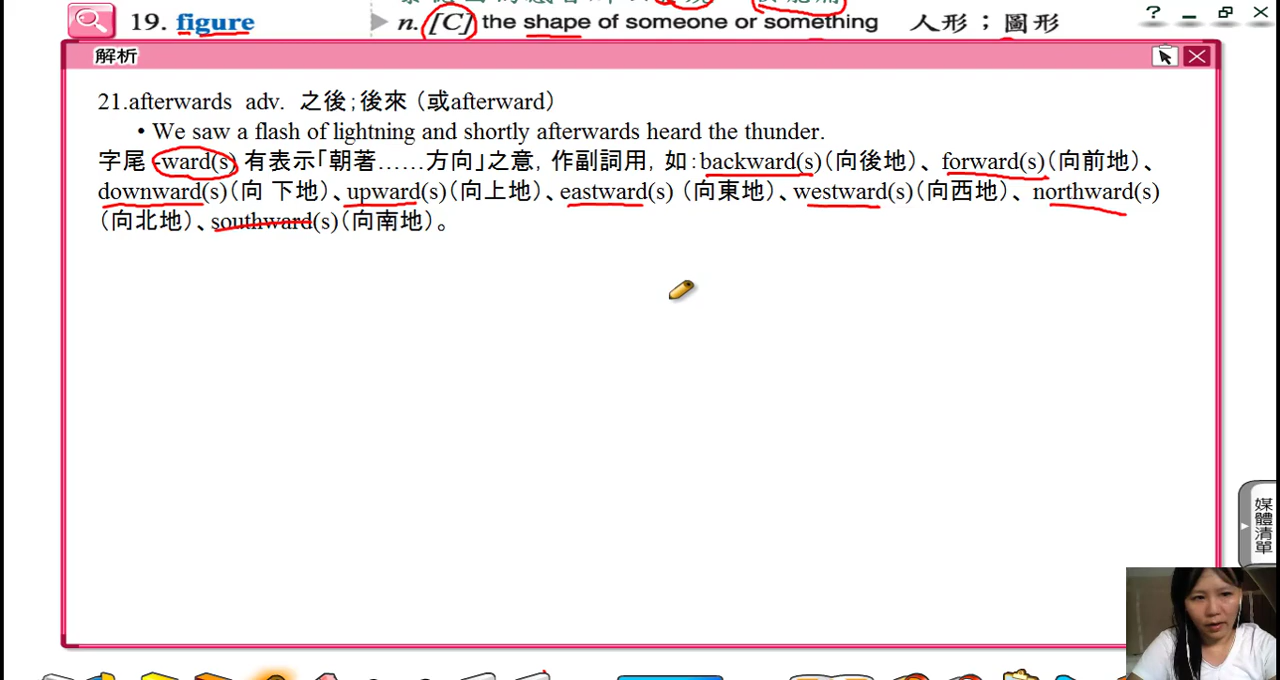 19. figure
n. [C] the shape of someone or something 人形；圖形
解析
21.afterwards adv. 之後；後來（或afterward）
• We saw a flash of lightning and shortly afterwards heard the thunder.
字尾 -ward(s) 有表示「朝著……方向」之意，作副詞用，如：backward(s)（向後地）、forward(s)（向前地）、
downward(s)（向 下地）、upward(s)（向上地）、eastward(s)（向東地）、westward(s)（向西地）、 northward(s)
（向北地）、southward(s)（向南地）。
媒體清單